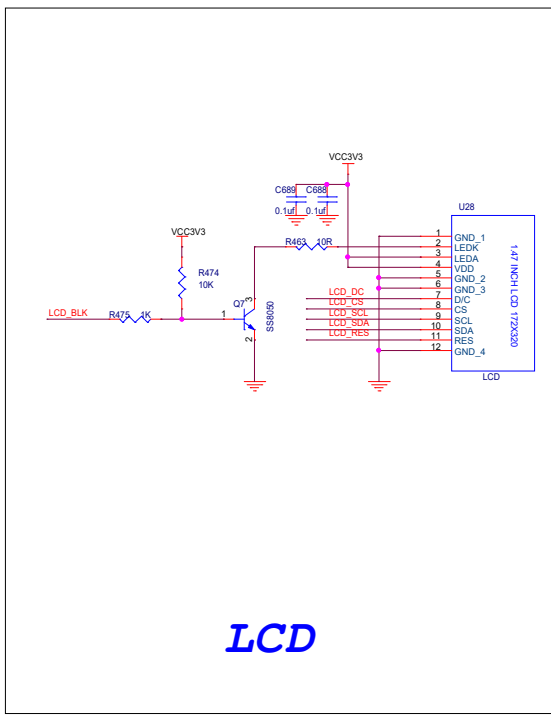 VCC3V3
C689 C688
0.1uf 0.1uf
U28
VCC3V3
R463 10R
R474
10K
LCD_BLK
R475 1K
Q7
1
3
2
SS8050
LCD_DC
LCD_CS
LCD_SCL
LCD_SDA
LCD_RES
1 GND_1
2 LEDK
3 LEDA
4 VDD
5 GND_2
6 GND_3
7 D/C
8 CS
9 SCL
10 SDA
11 RES
12 GND_4
1.47 INCH LCD 172X320
LCD
LCD